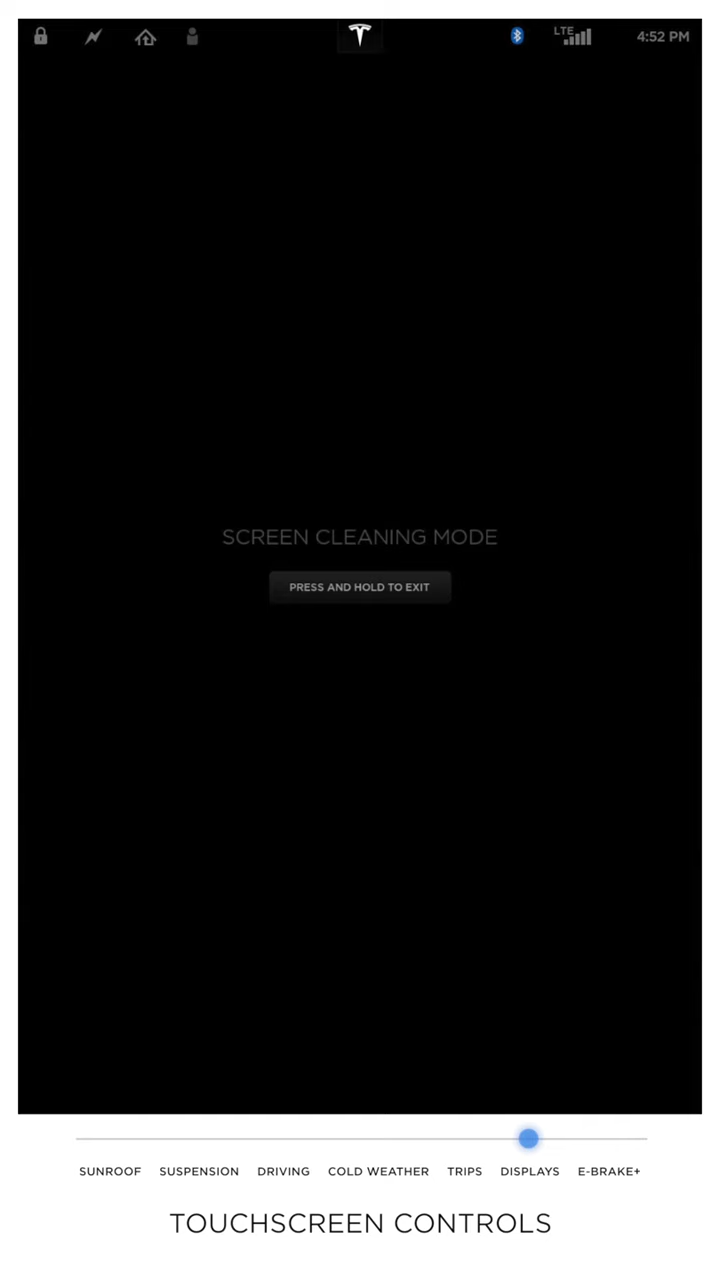 LTE 4:52 PM
SCREEN CLEANING MODE
PRESS AND HOLD TO EXIT
SUNROOF SUSPENSION DRIVING COLD WEATHER TRIPS DISPLAYS E-BRAKE+
TOUCHSCREEN CONTROLS